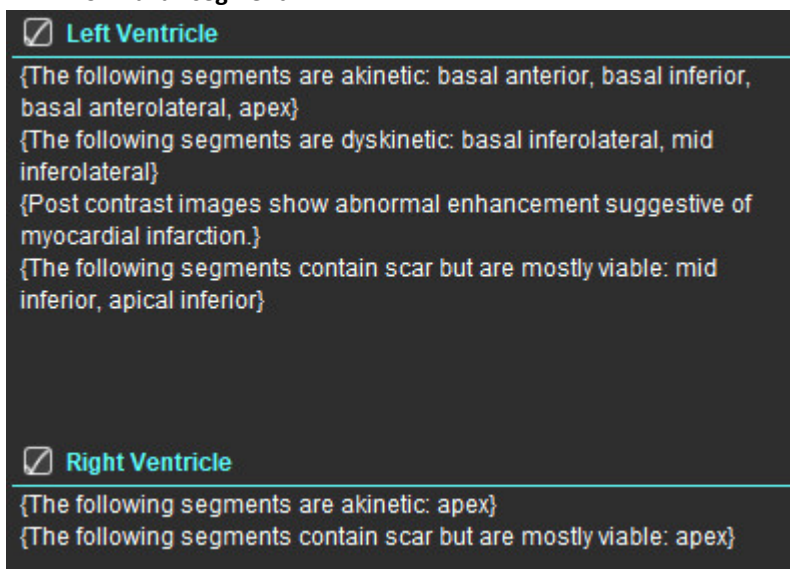 Left Ventricle
{The following segments are akinetic: basal anterior, basal inferior,
basal anterolateral, apex}
{The following segments are dyskinetic: basal inferolateral, mid
inferolateral}
{Post contrast images show abnormal enhancement suggestive of
myocardial infarction.}
{The following segments contain scar but are mostly viable: mid
inferior, apical inferior}
Right Ventricle
{The following segments are akinetic: apex}
{The following segments contain scar but are mostly viable: apex}